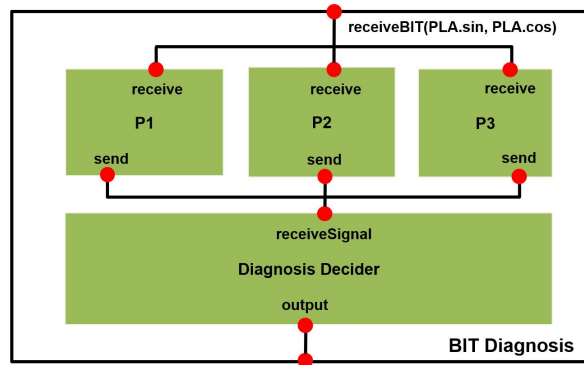 receiveBIT(PLA.sin, PLA.cos)
receive
receive
receive
P1
P2
P3
send
send
send
receiveSignal
Diagnosis Decider
output
BIT Diagnosis